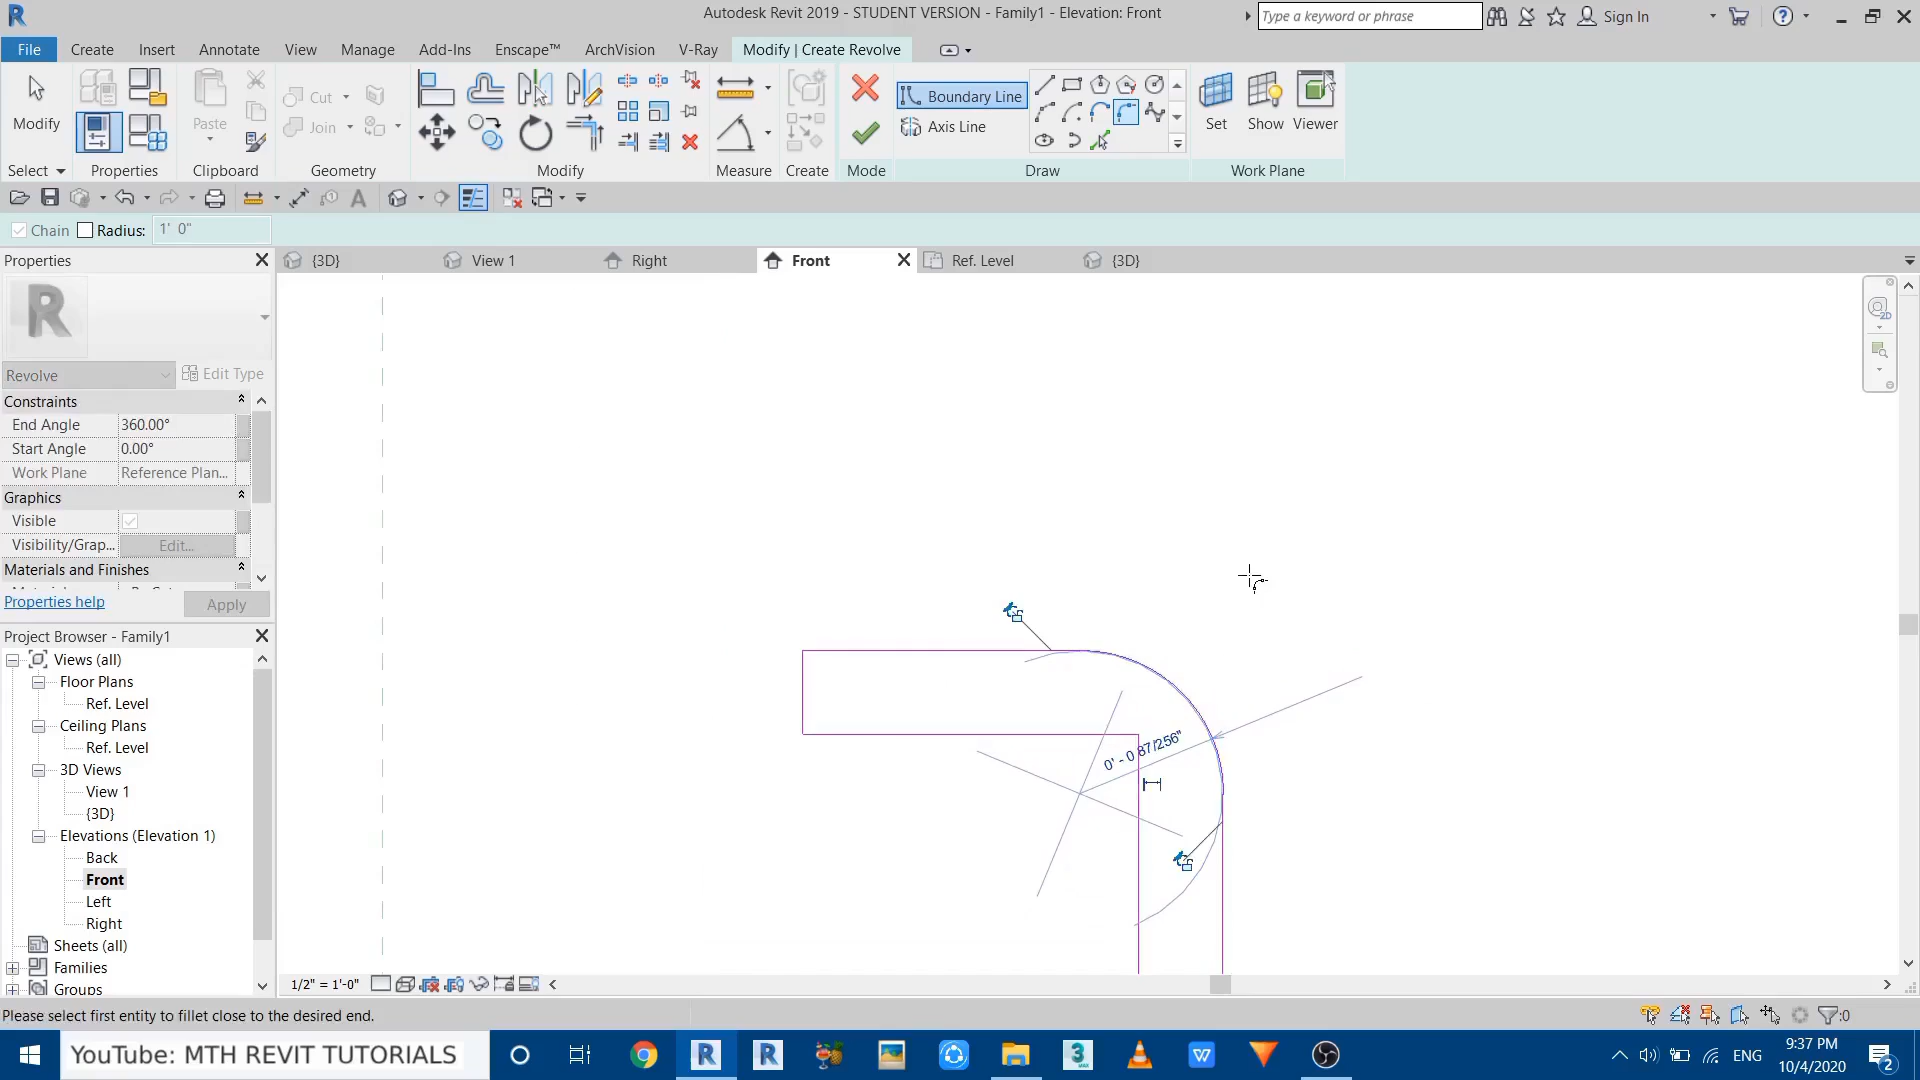 Autodesk Revit 2019 - STUDENT VERSION - Family1 - Elevation: Front
Type a keyword or phrase
Sign In
File Create Insert Annotate View Manage Add-Ins Enscape™ ArchVision V-Ray Modify | Create Revolve
Modify
Paste
Cut
Join
Boundary Line
Axis Line
Set Show Viewer
Select Properties Clipboard Geometry Modify Measure Create Mode Draw Work Plane
Chain Radius: 1' 0"
Properties
{3D} View 1 Right Front Ref. Level {3D}
Revolve Edit Type
Constraints
End Angle 360.00°
Start Angle 0.00°
Work Plane Reference Plan...
Graphics
Visible
Visibility/Grap... Edit...
Materials and Finishes
Properties help Apply
Project Browser - Family1
Views (all)
Floor Plans
Ref. Level
Ceiling Plans
Ref. Level
3D Views
View 1
{3D}
Elevations (Elevation 1)
Back
Front
Left
Right
Sheets (all)
Families
Groups
0' - 0 87/256"
1/2" = 1'-0"
Please select first entity to fillet close to the desired end.
:0
YouTube: MTH REVIT TUTORIALS
ENG
9:37 PM
10/4/2020
2